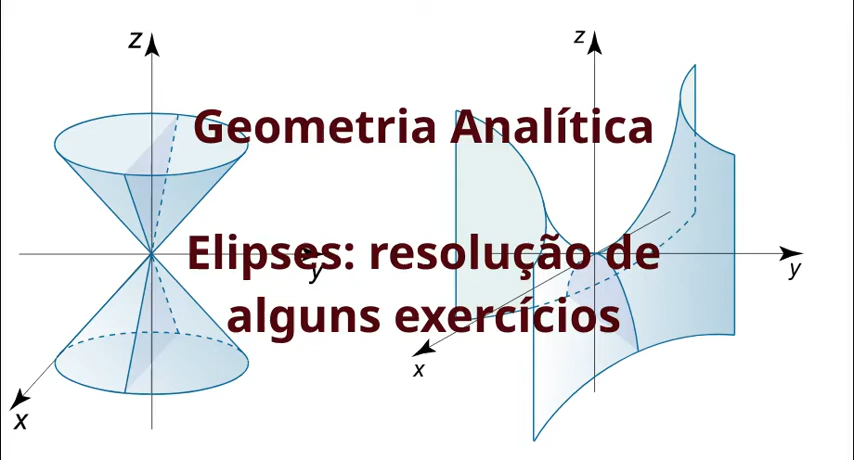 z
z
Geometria Analítica
Elipses: resolução de
y
y
alguns exercícios
x
x